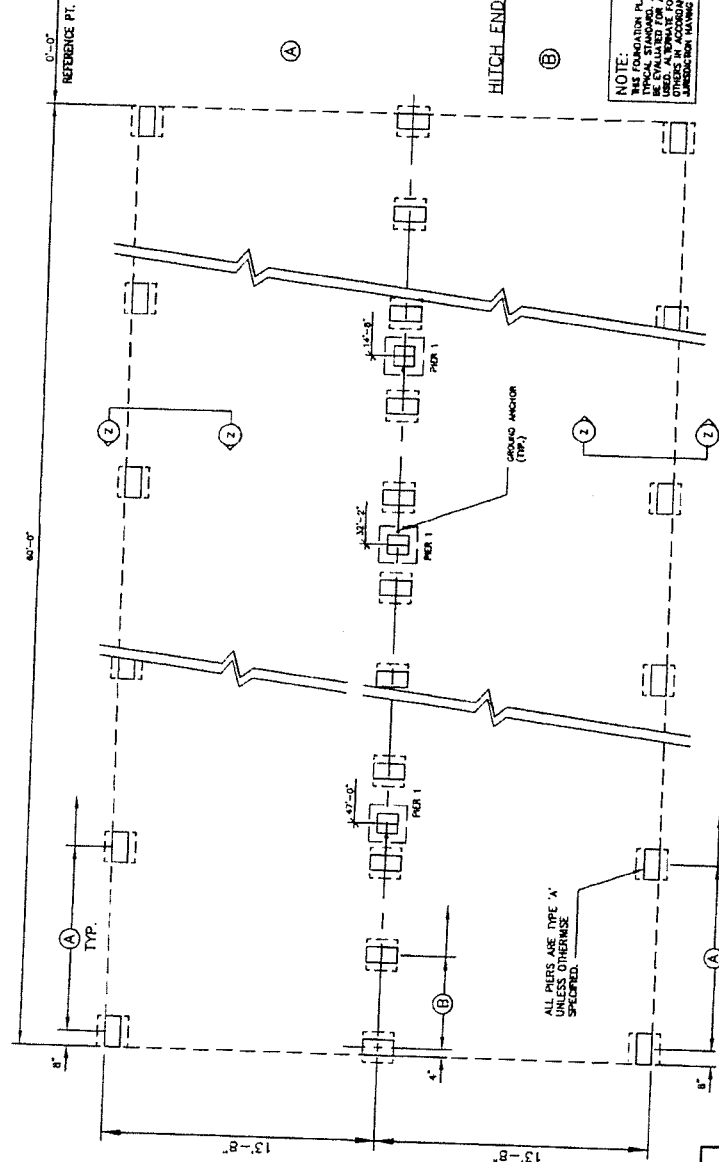 0'-0"
REFERENCE PT.
60'-0"
A
HITCH END
B
NOTE:
THIS FOUNDATION PL
TYPICAL STANDARD.
BE EVALUATED FOR
USED. ALTERNATE FO
OTHERS IN ACCORDAN
JURISDICTION HAVING
Z
Z
Z
Z
14'-8"
PIER 1
GROUND ANCHOR
(TYP.)
32'-2"
PIER 1
47'-0"
PIER 1
A
TYP.
8"
B
4"
ALL PIERS ARE TYPE 'A'
UNLESS OTHERWISE
SPECIFIED.
A
8"
13'-8"
13'-8"